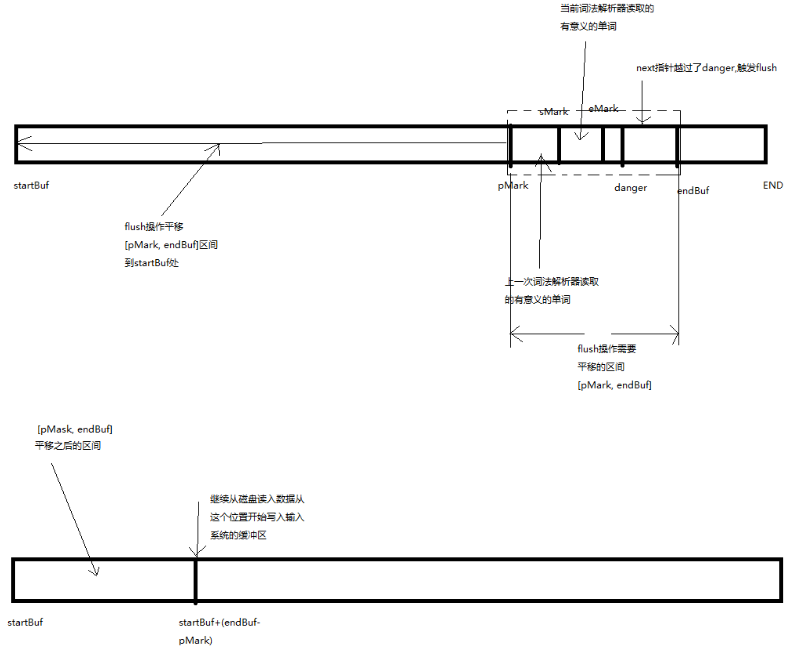 当前词法解析器读取的
有意义的单词
next指针越过了danger,触发flush
sMark
eMark
startBuf
pMark
danger
endBuf
END
flush操作平移
[pMark, endBuf]区间
到startBuf处
上一次词法解析器读取
的有意义的单词
flush操作需要
平移的区间
[pMark, endBuf]
[pMask, endBuf]
平移之后的区间
继续从磁盘读入数据从
这个位置开始写入输入
系统的缓冲区
startBuf
startBuf+(endBuf-
pMark)